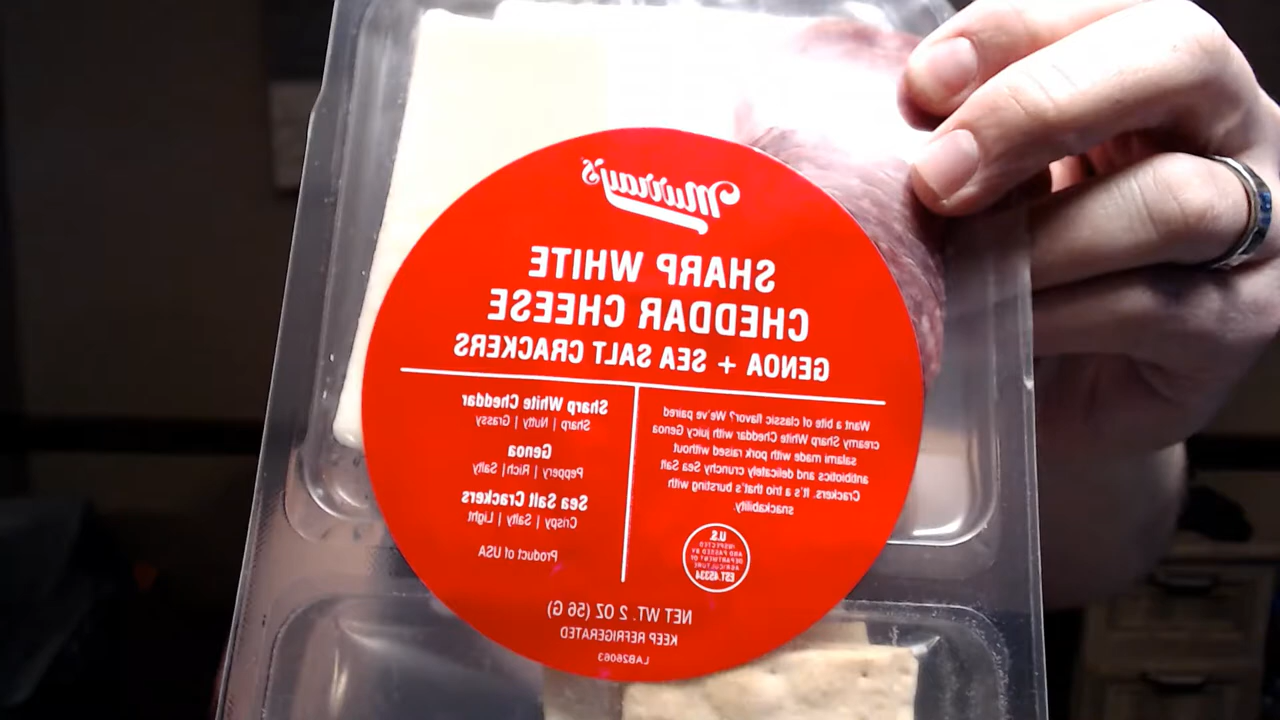 Murray's
SHARP WHITE
CHEDDAR CHEESE
GENOA + SEA SALT CRACKERS
Want a bite of classic flavor? We've paired
creamy Sharp White Cheddar with juicy Genoa
salami made with pork raised without
antibiotics and delicately crunchy Sea Salt
Crackers. It's a trio that's bursting with
snackability.
U.S.
INSPECTED
AND PASSED BY
DEPARTMENT OF
AGRICULTURE
EST.45334
Sharp White Cheddar
Sharp | Nutty | Grassy
Genoa
Peppery | Rich | Salty
Sea Salt Crackers
Crispy | Salty | Light
Product of USA
NET WT. 2 OZ (56 G)
KEEP REFRIGERATED
LAB26063